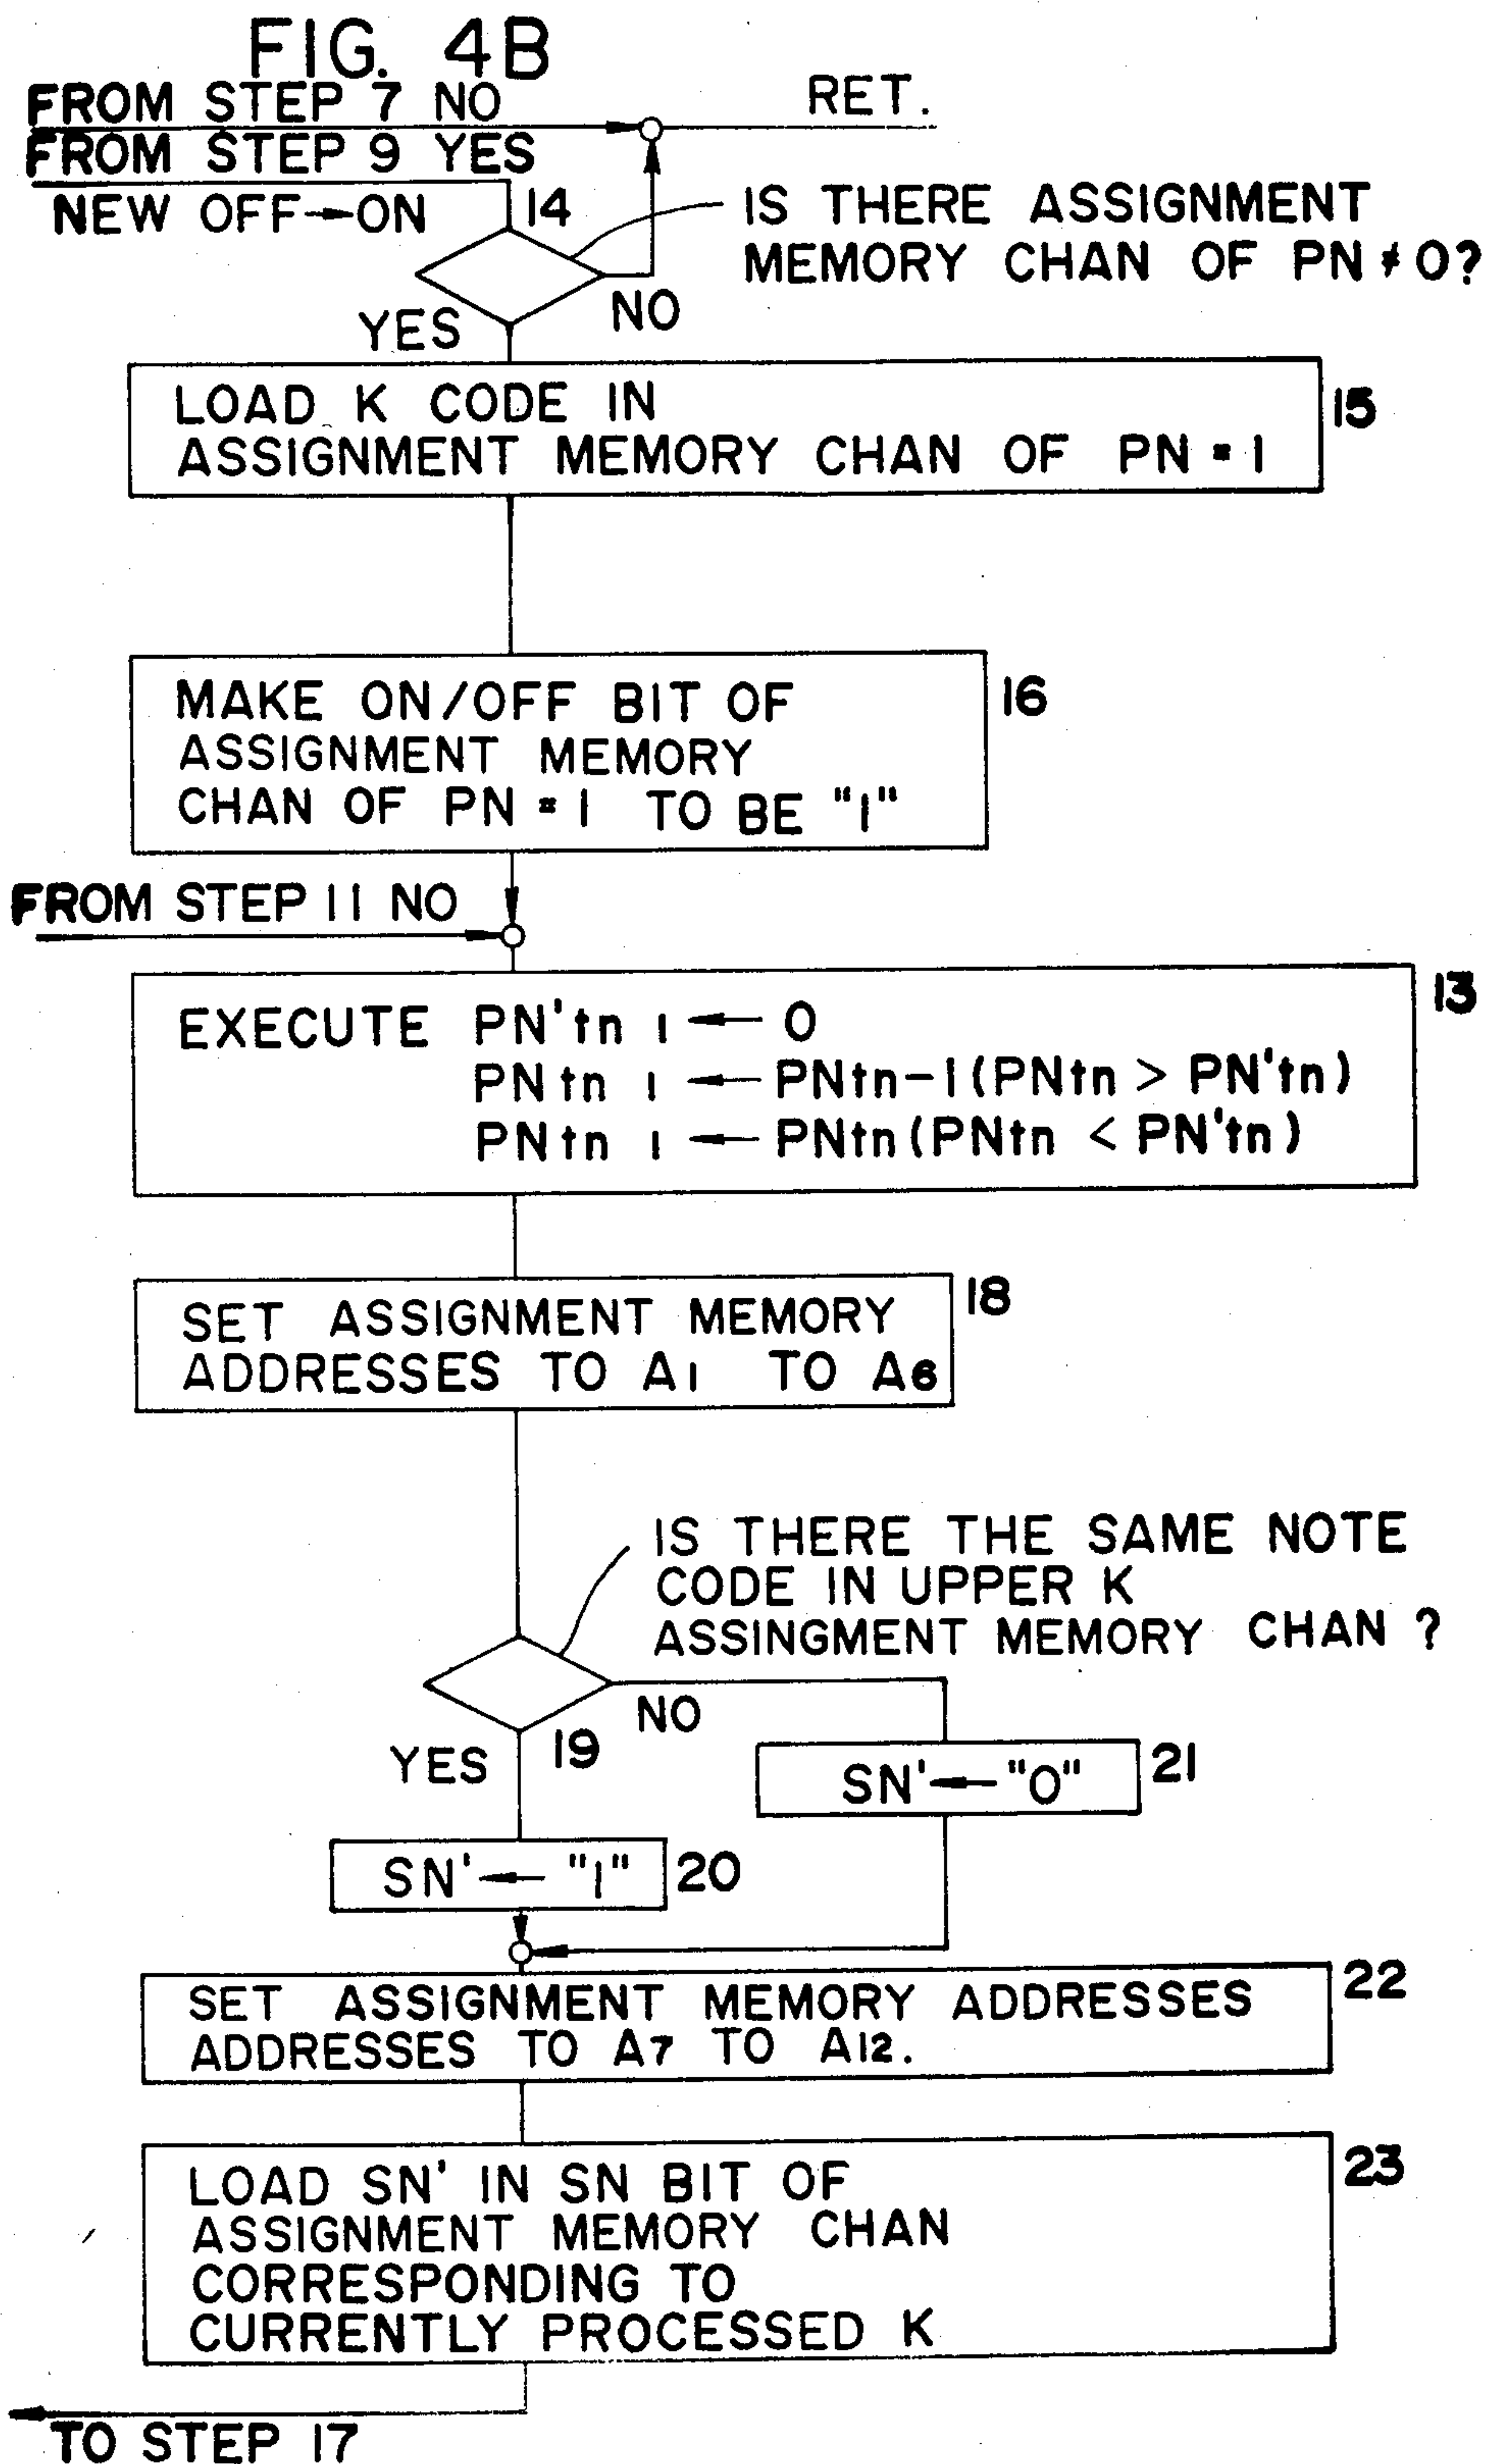 FIG. 4B
FROM STEP 7 NO
RET.
FROM STEP 9 YES
NEW OFF→ON
14
IS THERE ASSIGNMENT
MEMORY CHAN OF PN ≠ 0?
NO
YES
LOAD K CODE IN
ASSIGNMENT MEMORY CHAN OF PN = 1
15
MAKE ON/OFF BIT OF
ASSIGNMENT MEMORY
CHAN OF PN = 1 TO BE "1"
16
FROM STEP 11 NO
13
EXECUTE PN'tn 1 ← 0
PNtn 1 ← PNtn-1(PNtn > PN'tn)
PNtn 1 ← PNtn(PNtn < PN'tn)
SET ASSIGNMENT MEMORY
ADDRESSES TO A1 TO A6
18
IS THERE THE SAME NOTE
CODE IN UPPER K
ASSINGMENT MEMORY CHAN ?
NO
YES
19
SN' ← "0"
21
SN' ← "1"
20
SET ASSIGNMENT MEMORY ADDRESSES
ADDRESSES TO A7 TO A12.
22
LOAD SN' IN SN BIT OF
ASSIGNMENT MEMORY CHAN
CORRESPONDING TO
CURRENTLY PROCESSED K
23
TO STEP 17